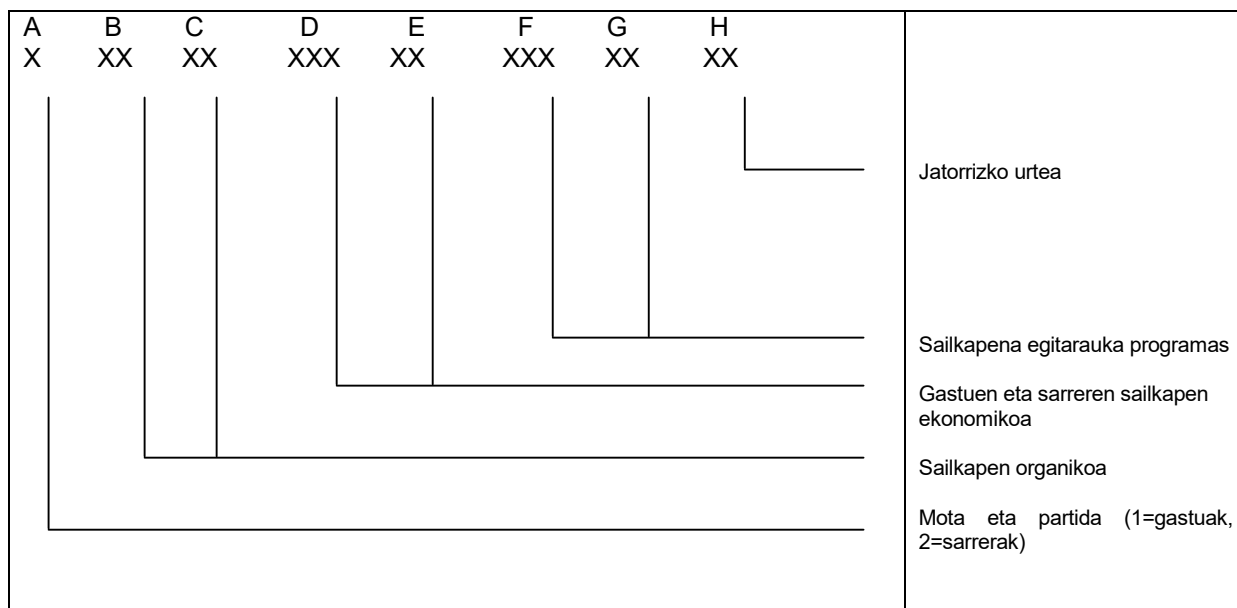 A B C D E F G H
X XX XX XXX XX XXX XX XX
Jatorrizko urtea
Sailkapena egitarauka programas
Gastuen eta sarreren sailkapen
ekonomikoa
Sailkapen organikoa
Mota eta partida (1=gastuak,
2=sarrerak)